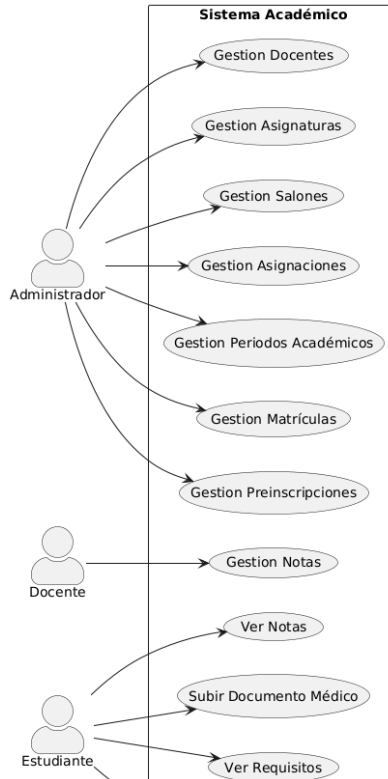 Sistema Académico
Gestion Docentes
Gestion Asignaturas
Gestion Salones
Administrador
Gestion Asignaciones
Gestion Periodos Académicos
Gestion Matrículas
Gestion Preinscripciones
Docente
Gestion Notas
Ver Notas
Subir Documento Médico
Estudiante
Ver Requisitos